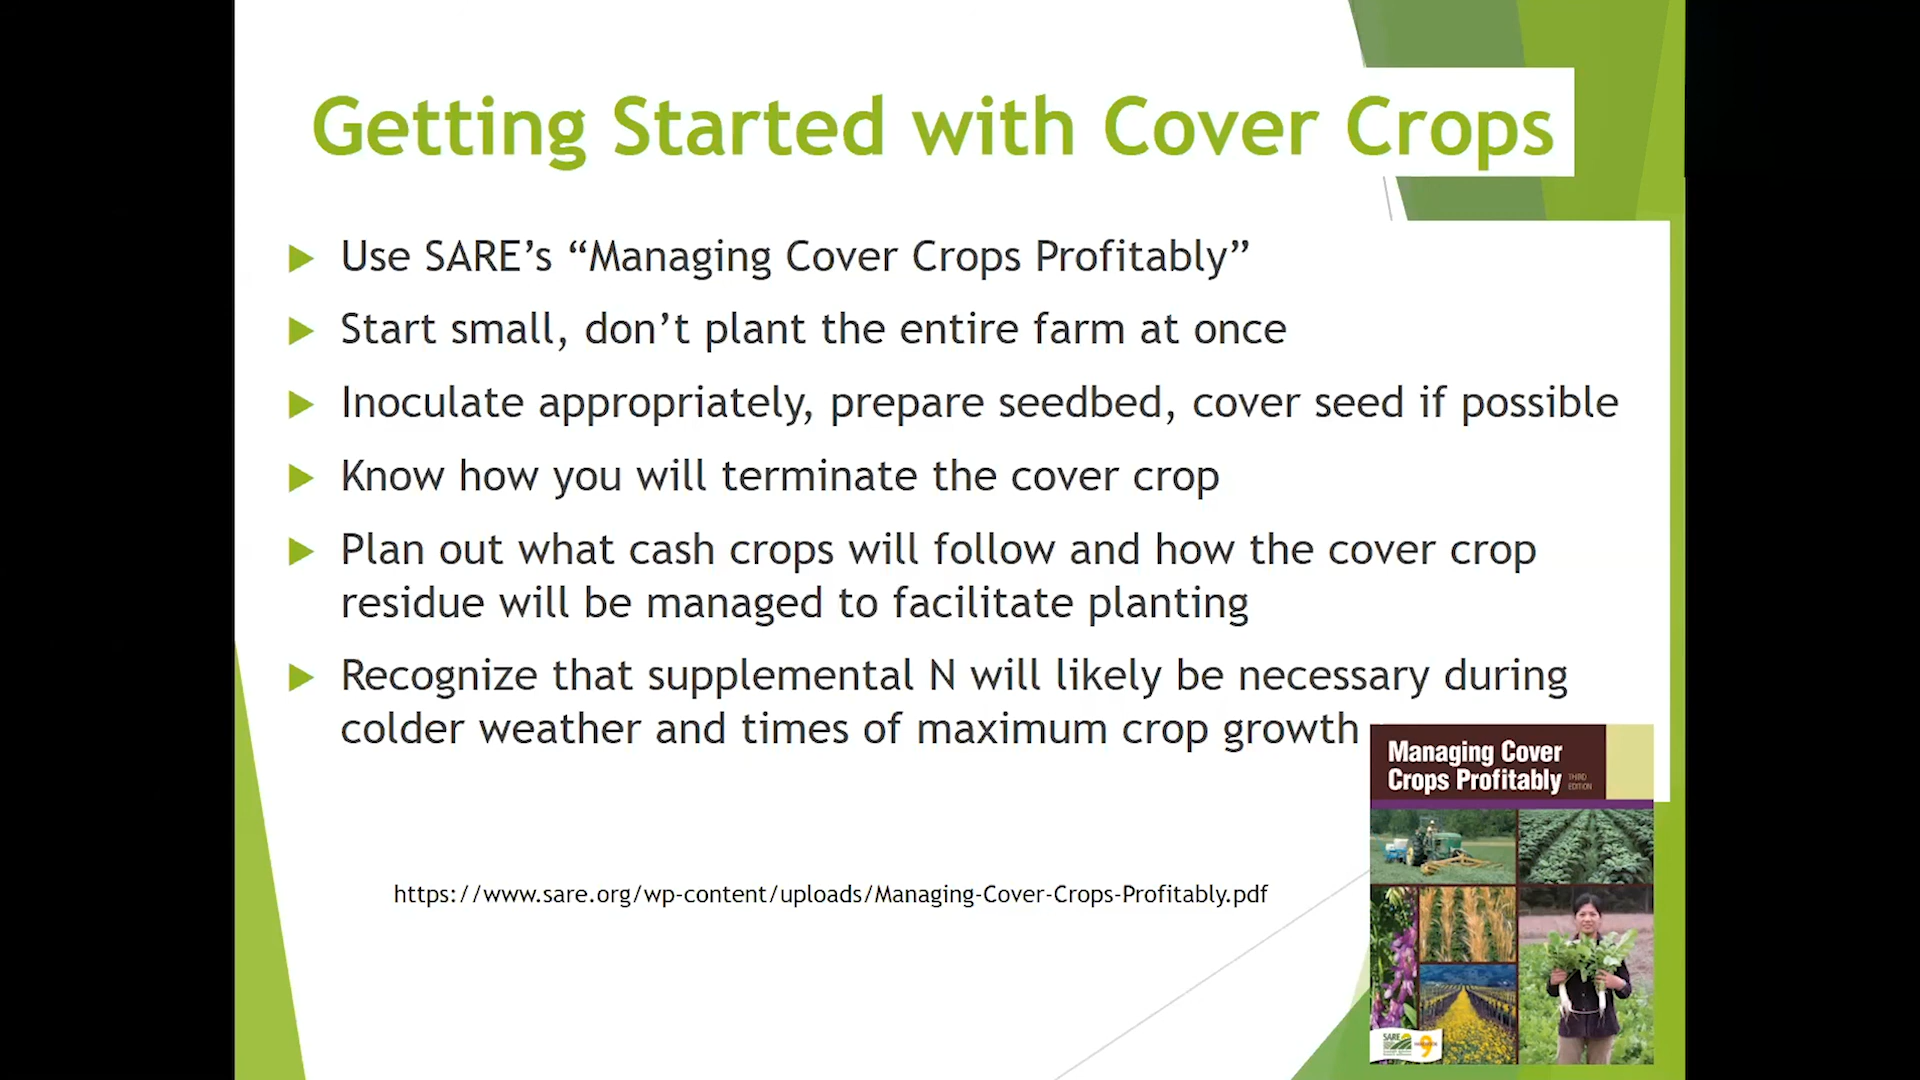 Getting Started with Cover Crops
Use SARE’s “Managing Cover Crops Profitably”
Start small, don’t plant the entire farm at once
Inoculate appropriately, prepare seedbed, cover seed if possible
Know how you will terminate the cover crop
Plan out what cash crops will follow and how the cover crop
residue will be managed to facilitate planting
Recognize that supplemental N will likely be necessary during
colder weather and times of maximum crop growth
Managing Cover
Crops Profitably
THIRD
EDITION
https://www.sare.org/wp-content/uploads/Managing-Cover-Crops-Profitably.pdf
SARE
9